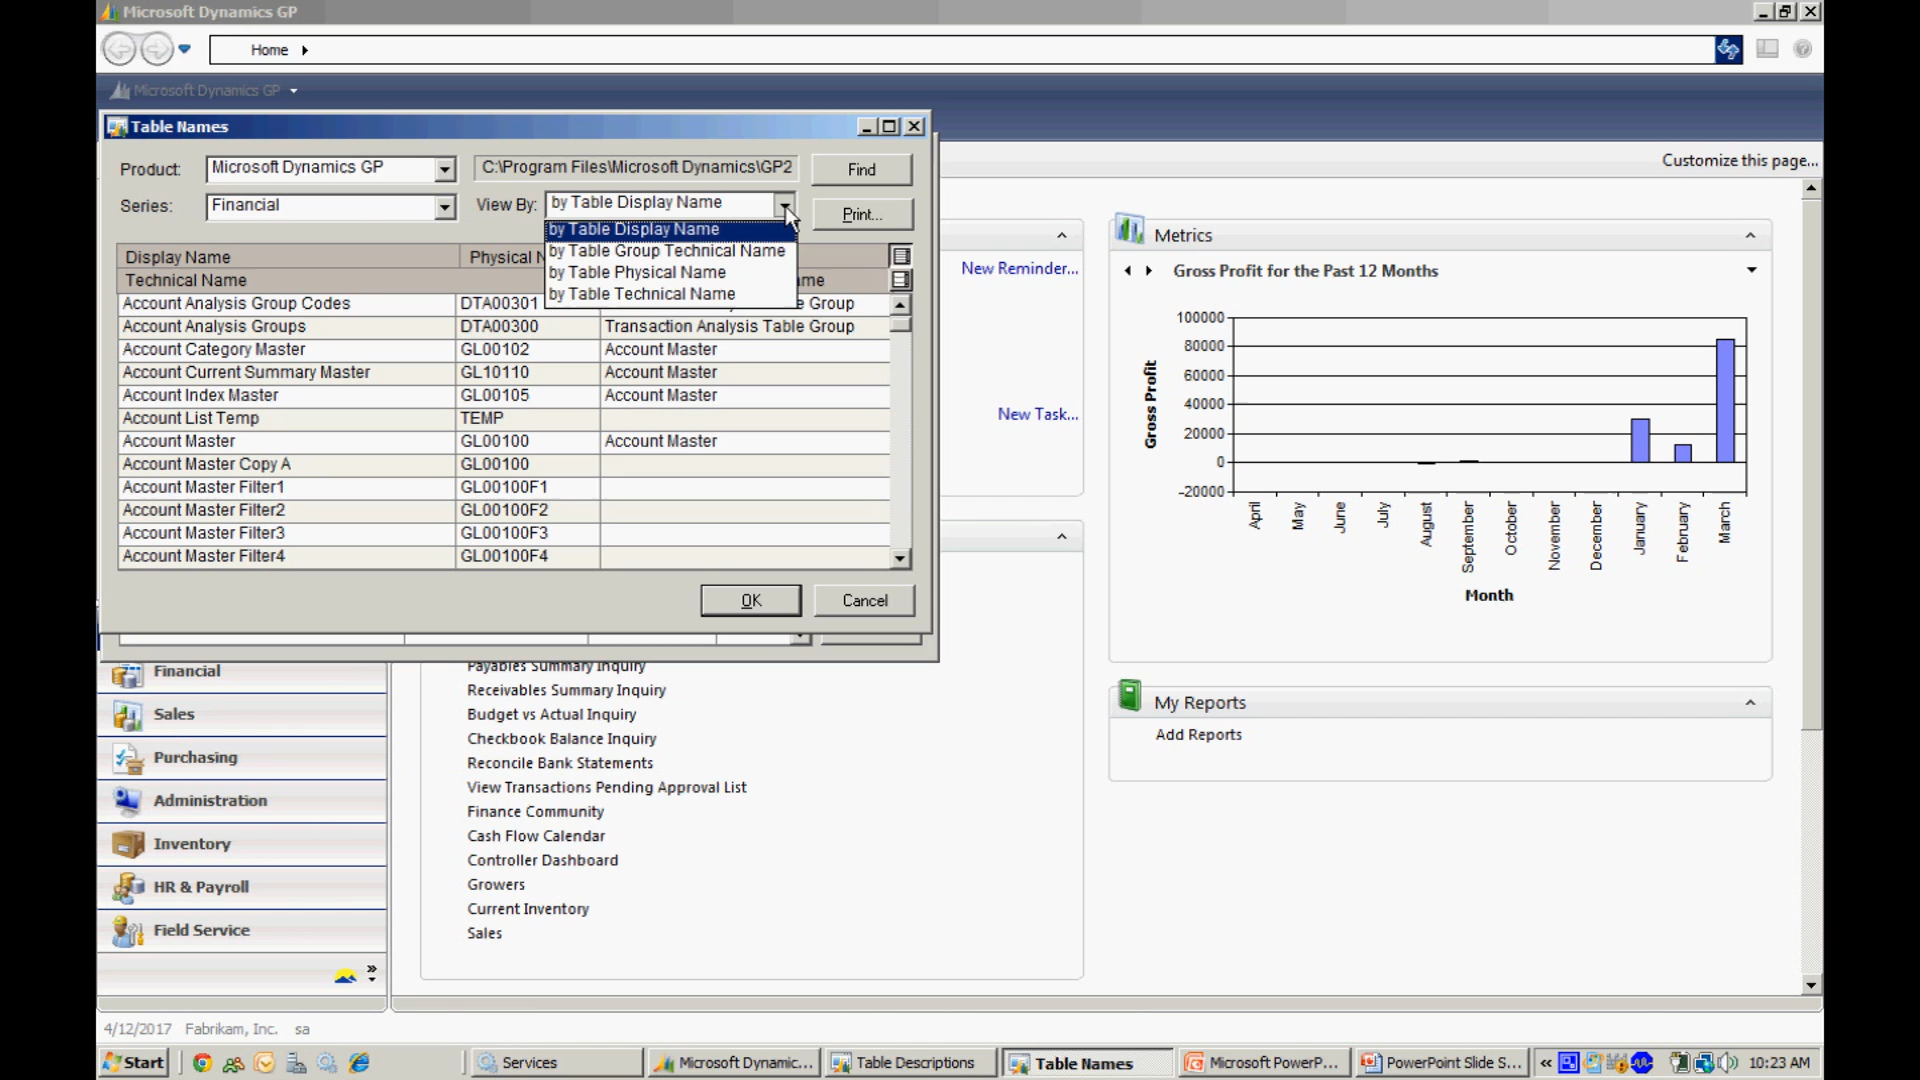 Microsoft Dynamics GP
Home
Microsoft Dynamics GP
Table Names
Product: Microsoft Dynamics GP C:\Program Files\Microsoft Dynamics\GP2 Find
Series: Financial View By: by Table Display Name Print...
by Table Display Name
by Table Group Technical Name
by Table Physical Name
by Table Technical Name
Display Name Physical N
Technical Name me
Account Analysis Group Codes DTA00301 e Group
Account Analysis Groups DTA00300 Transaction Analysis Table Group
Account Category Master GL00102 Account Master
Account Current Summary Master GL10110 Account Master
Account Index Master GL00105 Account Master
Account List Temp TEMP
Account Master GL00100 Account Master
Account Master Copy A GL00100
Account Master Filter1 GL00100F1
Account Master Filter2 GL00100F2
Account Master Filter3 GL00100F3
Account Master Filter4 GL00100F4
OK Cancel
Customize this page...
New Reminder...
New Task...
Metrics
Gross Profit for the Past 12 Months
100000
80000
60000
40000
20000
0
-20000
Gross Profit
April May June July August September October November December January February March
Month
My Reports
Add Reports
Financial
Sales
Purchasing
Administration
Inventory
HR & Payroll
Field Service
Payables Summary Inquiry
Receivables Summary Inquiry
Budget vs Actual Inquiry
Checkbook Balance Inquiry
Reconcile Bank Statements
View Transactions Pending Approval List
Finance Community
Cash Flow Calendar
Controller Dashboard
Growers
Current Inventory
Sales
4/12/2017 Fabrikam, Inc. sa
Start Services Microsoft Dynamic... Table Descriptions Table Names Microsoft PowerP... PowerPoint Slide S... 10:23 AM